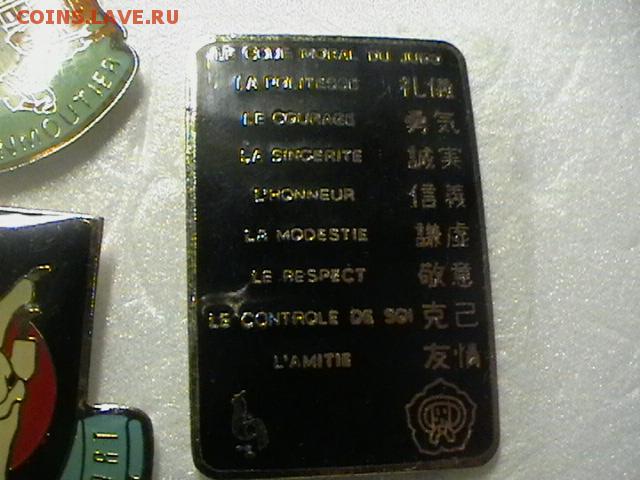 COINS.LAVE.RU
LE CODE MORAL DU JUDO
LA POLITESSE 礼儀
LE COURAGE 勇気
LA SINCERITE 誠実
L'HONNEUR 信義
LA MODESTIE 謙虚
LE RESPECT 敬意
LE CONTROLE DE SOI 克己
L'AMITIE 友情
NMOUTIER
ART